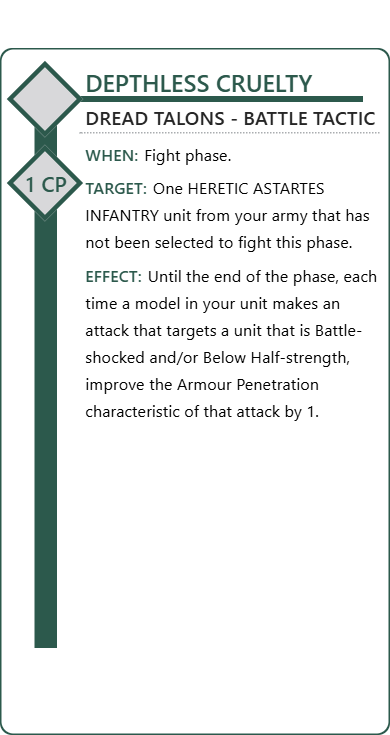 DEPTHLESS CRUELTY
DREAD TALONS - BATTLE TACTIC
1 CP
WHEN: Fight phase.
TARGET: One HERETIC ASTARTES
INFANTRY unit from your army that has
not been selected to fight this phase.
EFFECT: Until the end of the phase, each
time a model in your unit makes an
attack that targets a unit that is Battle-
shocked and/or Below Half-strength,
improve the Armour Penetration
characteristic of that attack by 1.